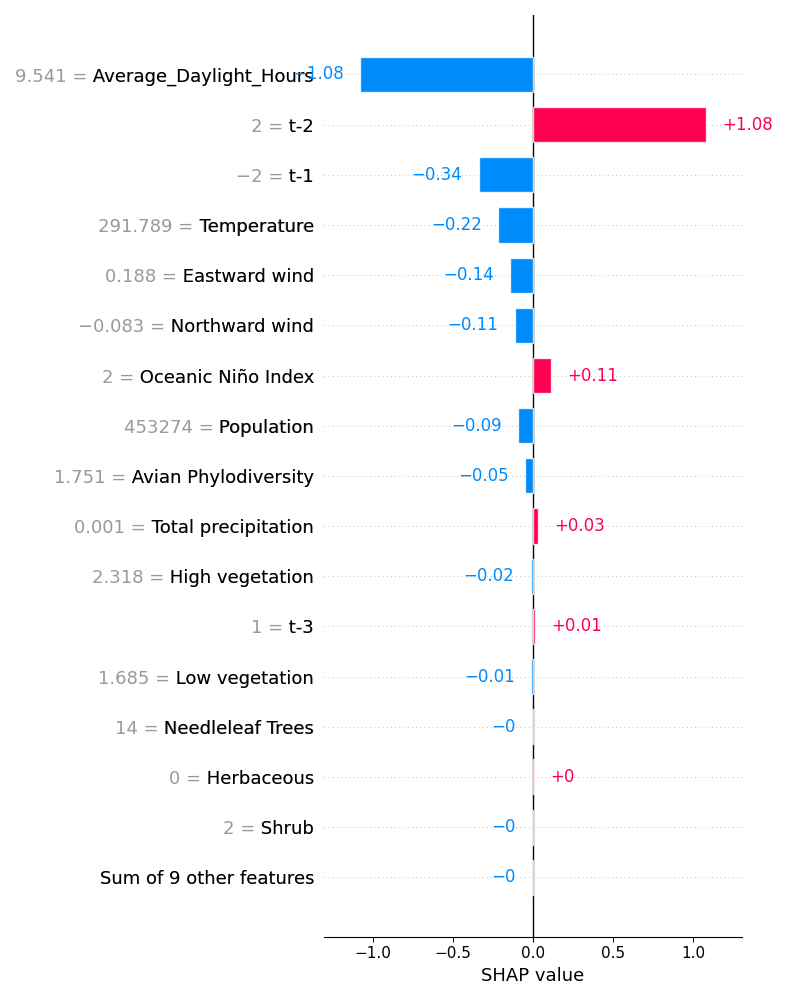 9.541 = Average_Daylight_Hours −1.08
2 = t-2 +1.08
−2 = t-1 −0.34
291.789 = Temperature −0.22
0.188 = Eastward wind −0.14
−0.083 = Northward wind −0.11
2 = Oceanic Niño Index +0.11
453274 = Population −0.09
1.751 = Avian Phylodiversity −0.05
0.001 = Total precipitation +0.03
2.318 = High vegetation −0.02
1 = t-3 +0.01
1.685 = Low vegetation −0.01
14 = Needleleaf Trees −0
0 = Herbaceous +0
2 = Shrub −0
Sum of 9 other features −0
−1.0 −0.5 0.0 0.5 1.0
SHAP value